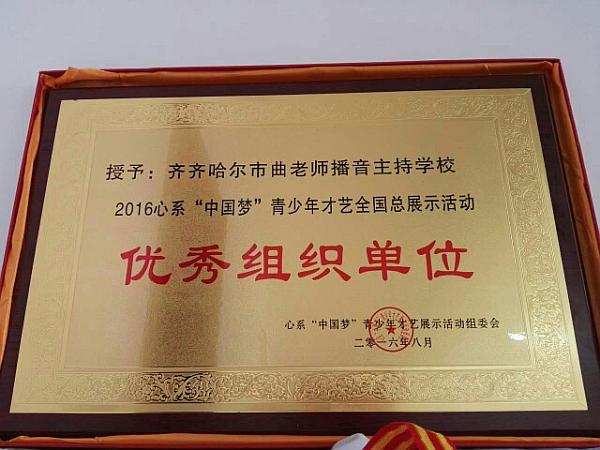 授予：齐齐哈尔市曲老师播音主持学校
2016心系“中国梦”青少年才艺全国总展示活动
优秀组织单位
心系“中国梦”青少年才艺展示活动组委会
二零一六年八月